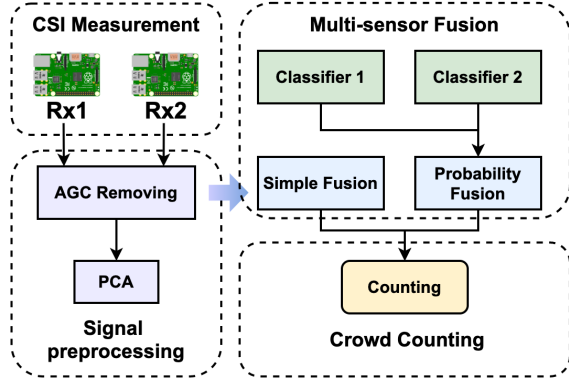 CSI Measurement
Rx1
Rx2
AGC Removing
PCA
Signal
preprocessing
Multi-sensor Fusion
Classifier 1
Classifier 2
Simple Fusion
Probability
Fusion
Counting
Crowd Counting